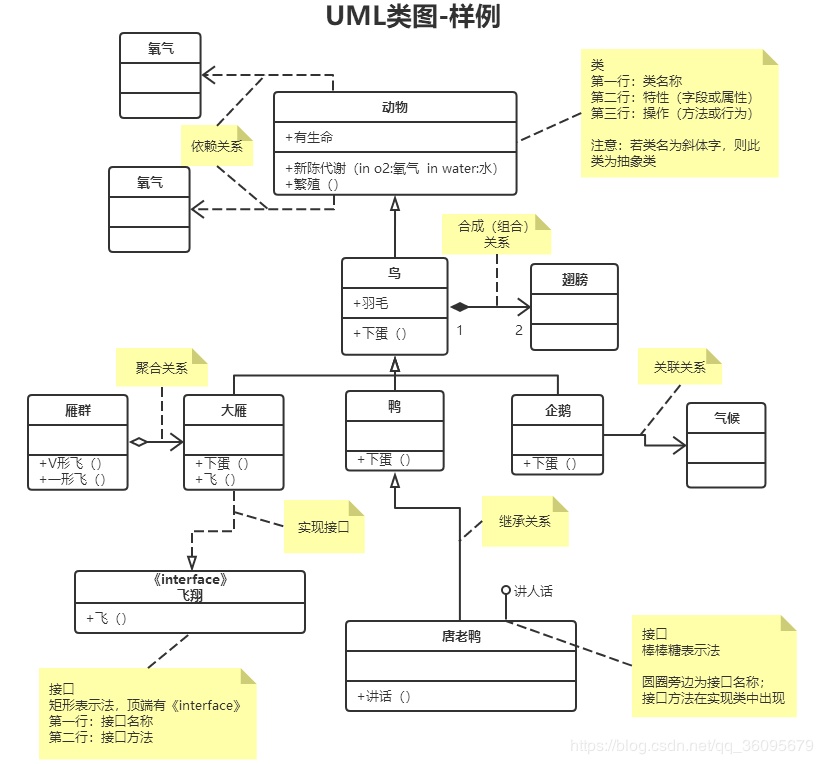 UML类图-样例
氧气
动物
+有生命
+新陈代谢（in o2:氧气  in water:水）
+繁殖（）
类
第一行：类名称
第二行：特性（字段或属性）
第三行：操作（方法或行为）
注意：若类名为斜体字，则此
类为抽象类
依赖关系
氧气
合成（组合）
关系
鸟
+羽毛
+下蛋（）
1
2
翅膀
聚合关系
关联关系
雁群
+V形飞（）
+一形飞（）
大雁
+下蛋（）
+飞（）
鸭
+下蛋（）
企鹅
+下蛋（）
气候
实现接口
继承关系
《interface》
飞翔
+飞（）
讲人话
唐老鸭
+讲话（）
接口
棒棒糖表示法
圆圈旁边为接口名称；
接口方法在实现类中出现
接口
矩形表示法，顶端有《interface》
第一行：接口名称
第二行：接口方法
https://blog.csdn.net/qq_36095679